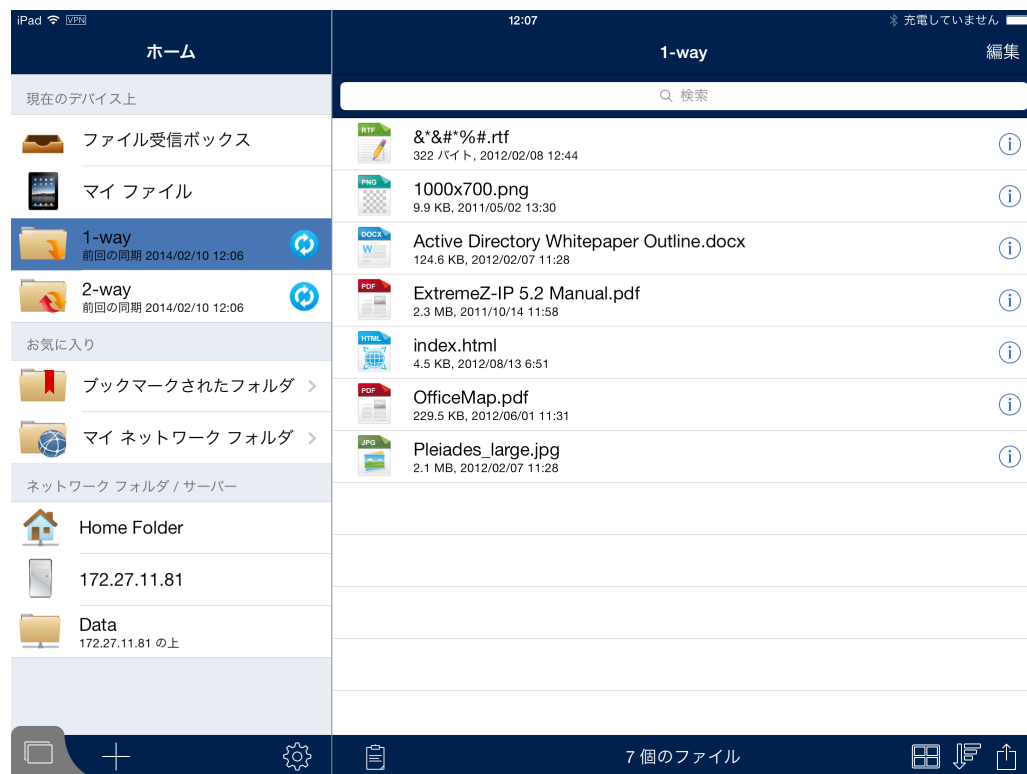 iPad VPN 12:07 充電していません
ホーム
1-way
編集
現在のデバイス上
ファイル受信ボックス
マイ ファイル
1-way
前回の同期 2014/02/10 12:06
2-way
前回の同期 2014/02/10 12:06
お気に入り
ブックマークされたフォルダ
マイ ネットワーク フォルダ
ネットワーク フォルダ / サーバー
Home Folder
172.27.11.81
Data
172.27.11.81 の上
検索
RTF
&*&#*%#.rtf
322 バイト, 2012/02/08 12:44
PNG
1000x700.png
9.9 KB, 2011/05/02 13:30
DOCX
W
Active Directory Whitepaper Outline.docx
124.6 KB, 2012/02/07 11:28
PDF
ExtremeZ-IP 5.2 Manual.pdf
2.3 MB, 2011/10/14 11:58
HTML
index.html
4.5 KB, 2012/08/13 6:51
PDF
OfficeMap.pdf
229.5 KB, 2012/06/01 11:31
JPG
Pleiades_large.jpg
2.1 MB, 2012/02/07 11:28
7 個のファイル